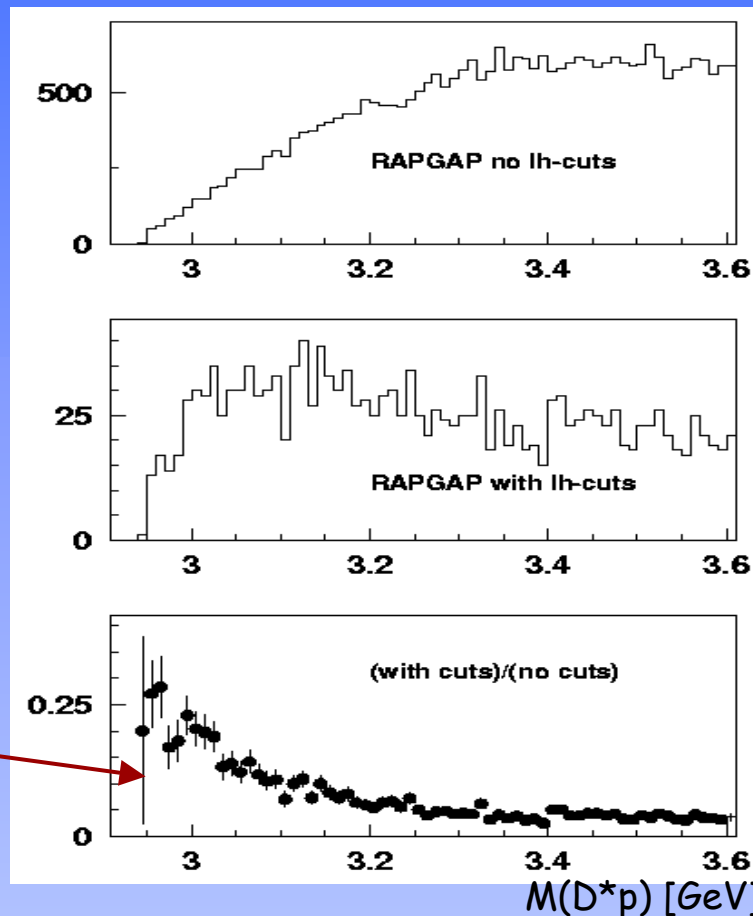 500
0
RAPGAP no lh-cuts
3 3.2 3.4 3.6
25
0
RAPGAP with lh-cuts
3 3.2 3.4 3.6
(with cuts)/(no cuts)
0.25
0
3 3.2 3.4 3.6
M(D*p) [GeV]